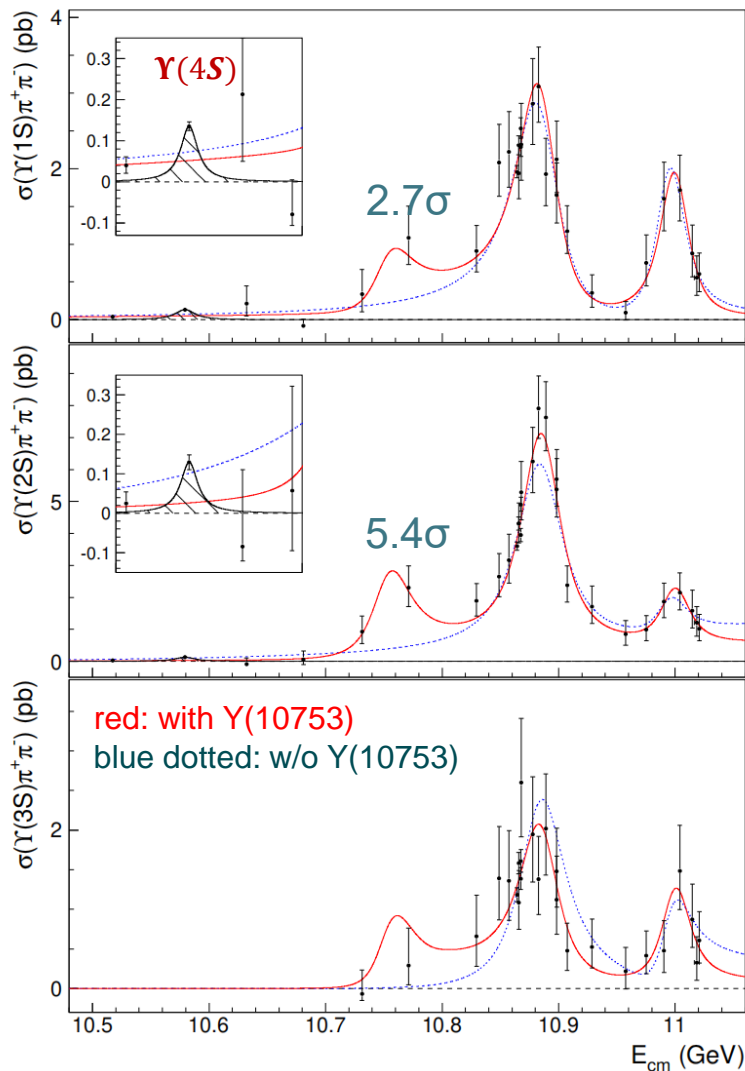 σ(ϒ(1S)π⁺π⁻) (pb)
4
2
0
0.3
0.2
0.1
0
-0.1
ϒ(4S)
2.7σ
σ(ϒ(2S)π⁺π⁻) (pb)
5
0
0.3
0.2
0.1
0
-0.1
5.4σ
σ(ϒ(3S)π⁺π⁻) (pb)
2
0
red: with Y(10753)
blue dotted: w/o Y(10753)
10.5 10.6 10.7 10.8 10.9 11
E_cm (GeV)